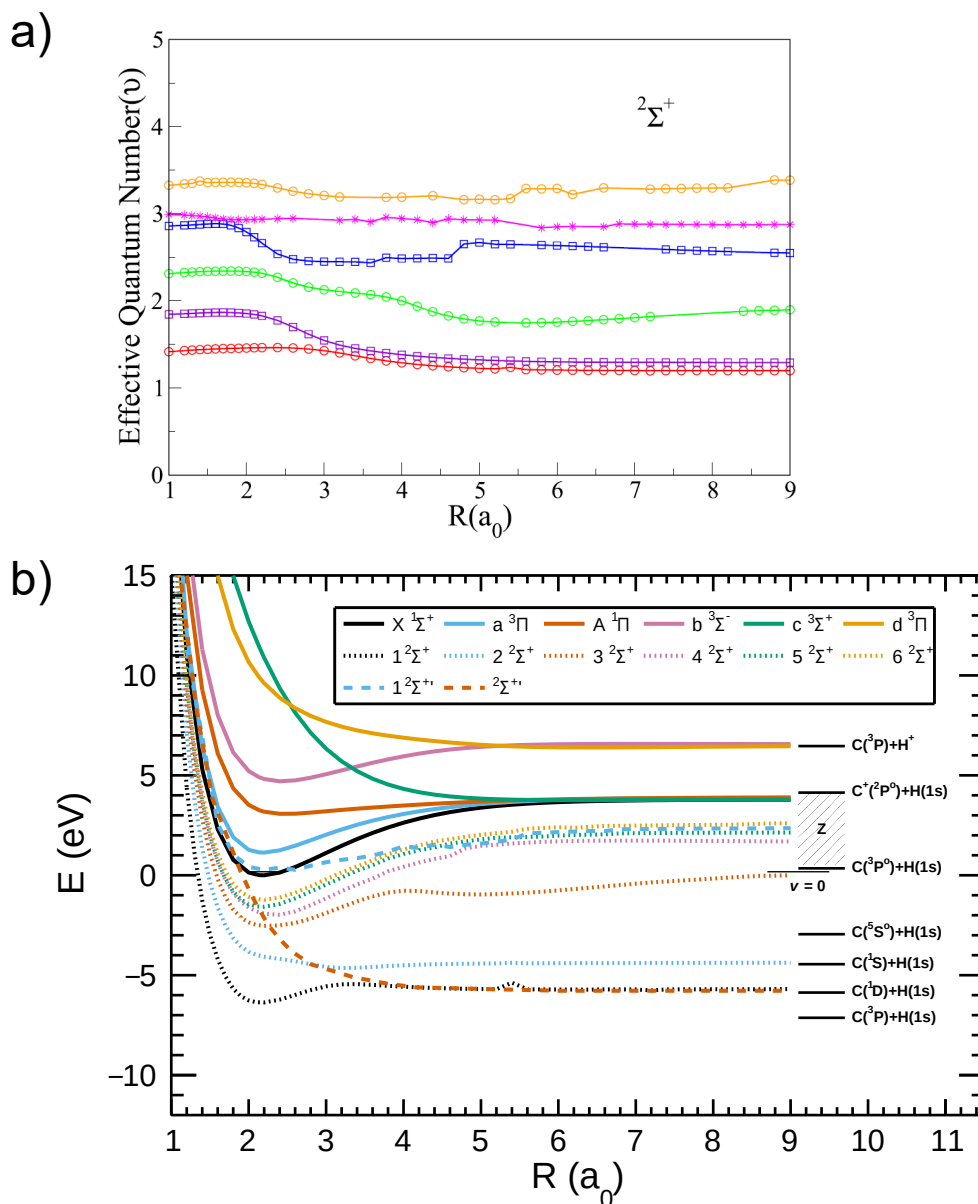 a)
5
4
3
2
1
0
Effective Quantum Number(υ)
²Σ⁺
1 2 3 4 5 6 7 8 9
R(a₀)
b)
15
10
5
0
−5
−10
E (eV)
X ¹Σ⁺ a ³Π A ¹Π b ³Σ⁻ c ³Σ⁺ d ³Π
1 ²Σ⁺ 2 ²Σ⁺ 3 ²Σ⁺ 4 ²Σ⁺ 5 ²Σ⁺ 6 ²Σ⁺
1 ²Σ⁺' ²Σ⁺'
C(³P)+H⁺
C⁺(²Pᵒ)+H(1s)
Z
C(³Pᵒ)+H(1s)
v = 0
C(⁵Sᵒ)+H(1s)
C(¹S)+H(1s)
C(¹D)+H(1s)
C(³P)+H(1s)
1 2 3 4 5 6 7 8 9 10 11
R (a₀)